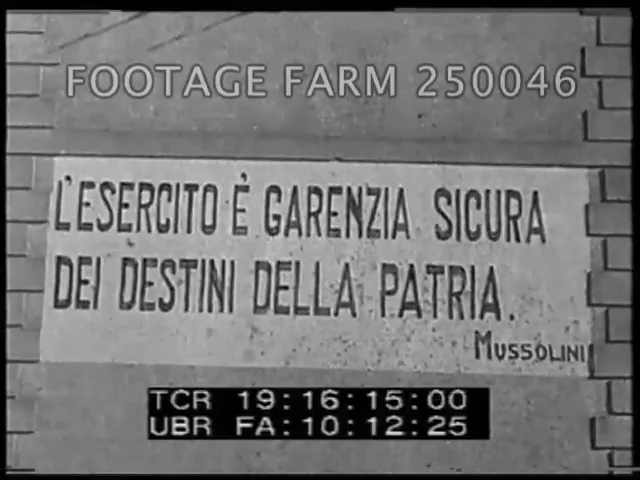 FOOTAGE FARM 250046
L'ESERCITO È GARENZIA SICURA
DEI DESTINI DELLA PATRIA.
MUSSOLINI
TCR 19:16:15:00
UBR FA:10:12:25